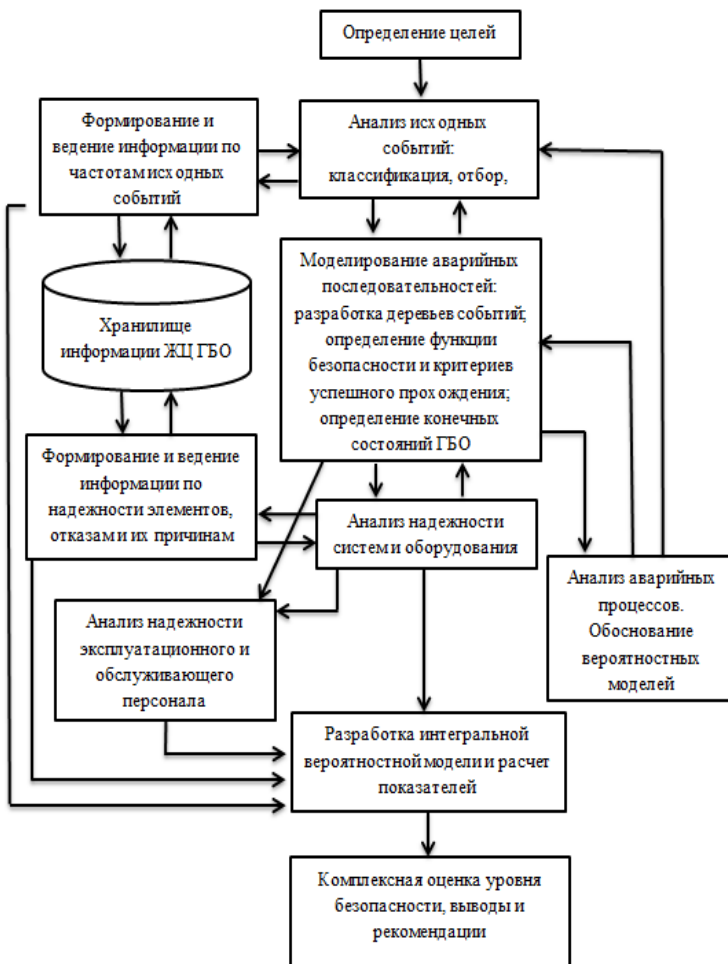 Определение целей
Формирование и
ведение информации по
частотам исходных
событий
Анализ исходных
событий:
классификация, отбор,
Моделирование аварийных
последовательностей:
разработка деревьев событий;
определение функции
безопасности и критериев
успешного прохождения;
определение конечных
состояний ГБО
Хранилище
информации ЖЦ ГБО
Формирование и ведение
информации по
надежности элементов,
отказам и их причинам
Анализ надежности
систем и оборудования
Анализ аварийных
процессов.
Обоснование
вероятностных
моделей
Анализ надежности
эксплуатационного и
обслуживающего
персонала
Разработка интегральной
вероятностной модели и расчет
показателей
Комплексная оценка уровня
безопасности, выводы и
рекомендации